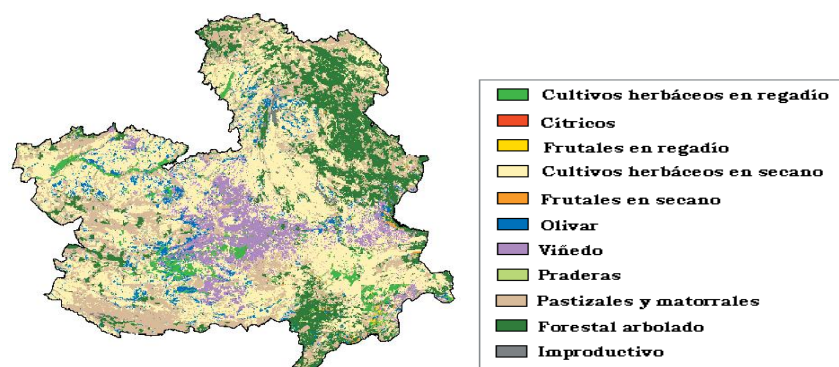 Cultivos herbáceos en regadío
Cítricos
Frutales en regadío
Cultivos herbáceos en secano
Frutales en secano
Olivar
Viñedo
Praderas
Pastizales y matorrales
Forestal arbolado
Improductivo